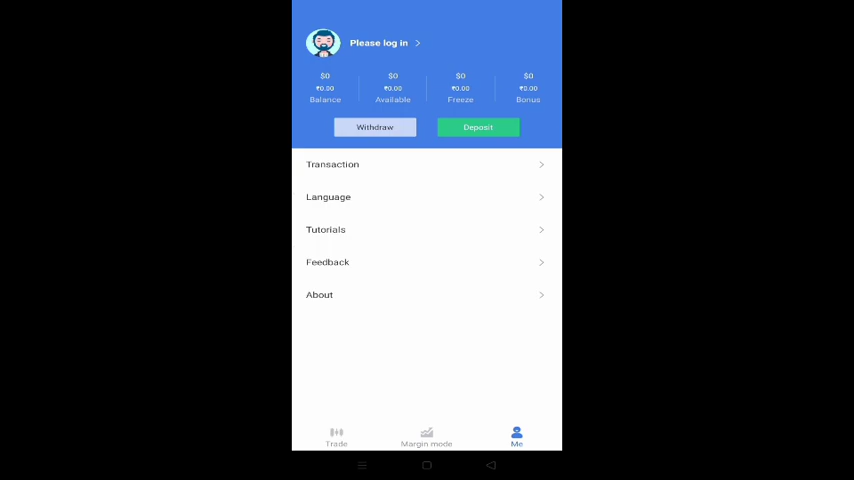 Please log in
$0 $0 $0 $0
₹0.00 ₹0.00 ₹0.00 ₹0.00
Balance Available Freeze Bonus
Withdraw Deposit
Transaction
Language
Tutorials
Feedback
About
Trade Margin mode Me